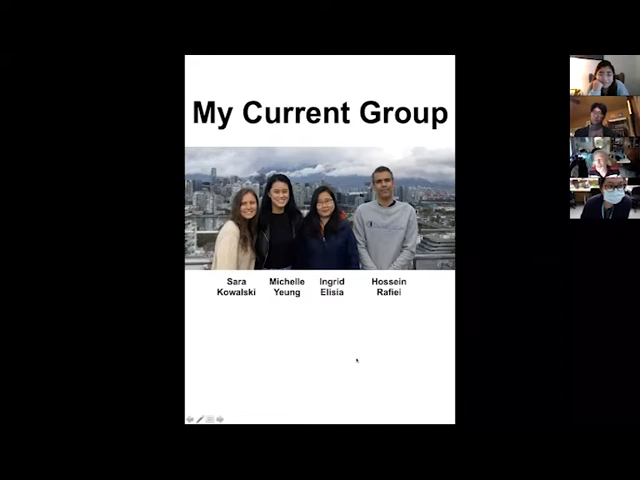 My Current Group
Sara Michelle Ingrid Hossein
Kowalski Yeung Elisia Rafiei